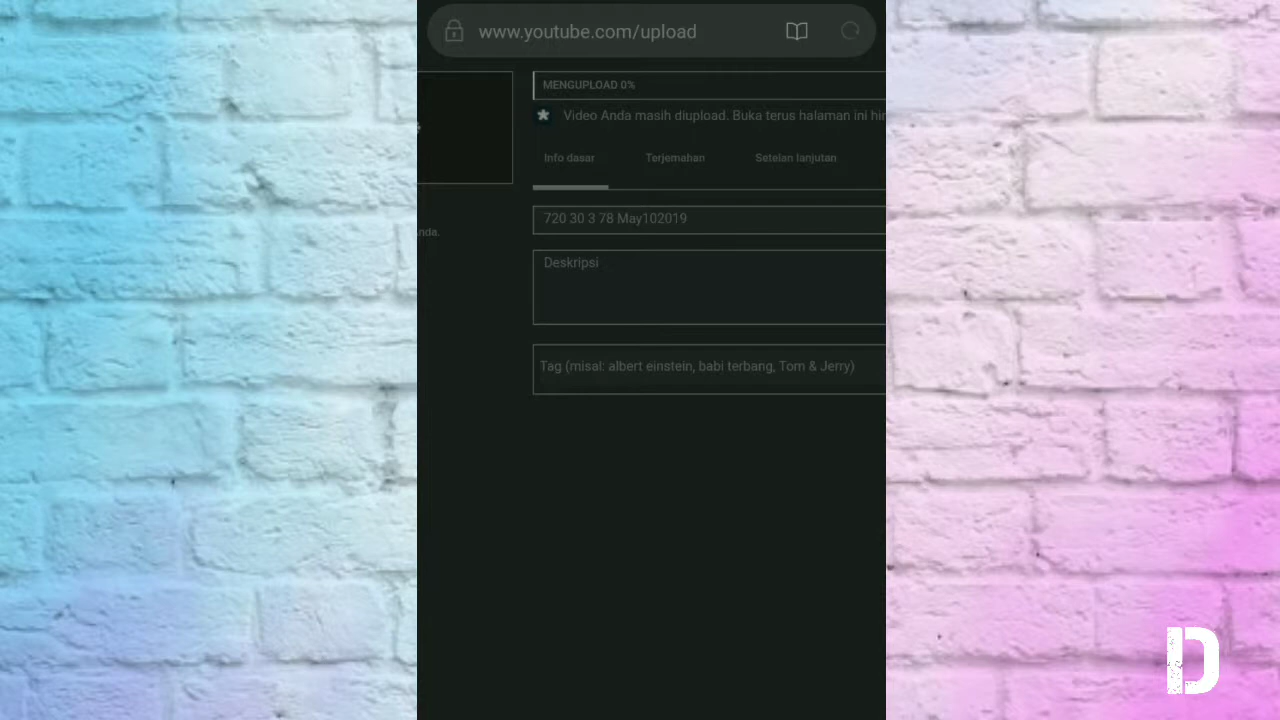 www.youtube.com/upload
MENGUPLOAD 0%
Video Anda masih diupload. Buka terus halaman ini
Info dasar Terjemahan Setelan lanjutan
720 30 3 78 May102019
nda.
Deskripsi
Tag (misal: albert einstein, babi terbang, Tom & Jerry)
D